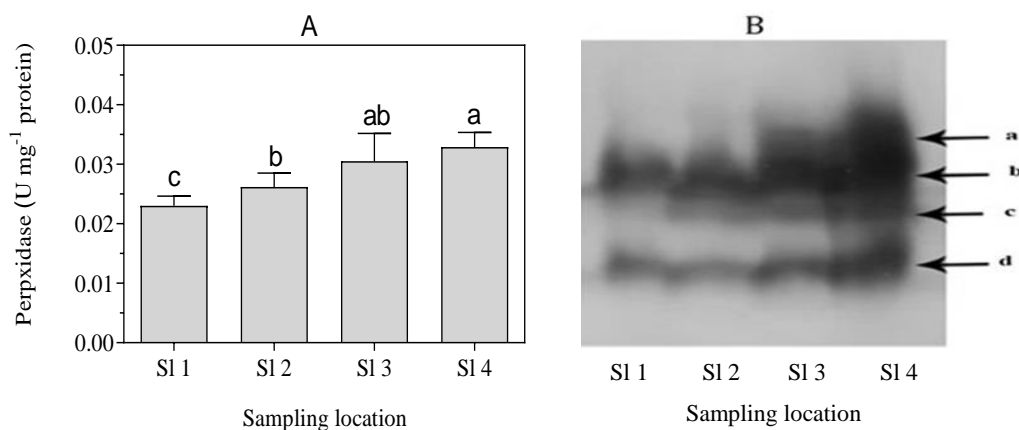 A
Perpxidase (U mg-1 protein)
0.05
0.04
0.03
0.02
0.01
0.00
c
b
ab
a
Sl 1 Sl 2 Sl 3 Sl 4
Sampling location
B
a
b
c
d
Sl 1 Sl 2 Sl 3 Sl 4
Sampling location